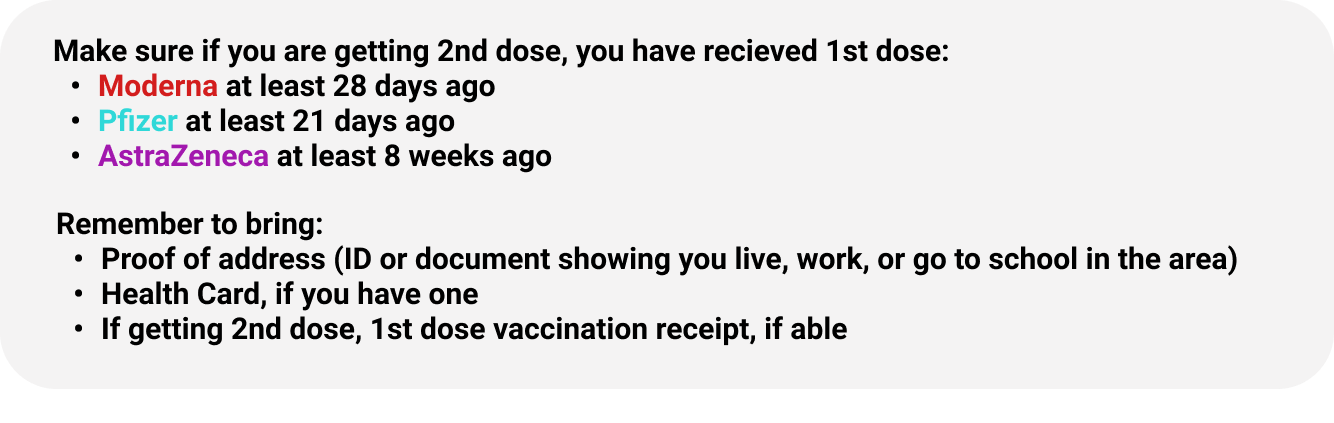 Make sure if you are getting 2nd dose, you have recieved 1st dose:
• Moderna at least 28 days ago
• Pfizer at least 21 days ago
• AstraZeneca at least 8 weeks ago
Remember to bring:
• Proof of address (ID or document showing you live, work, or go to school in the area)
• Health Card, if you have one
• If getting 2nd dose, 1st dose vaccination receipt, if able